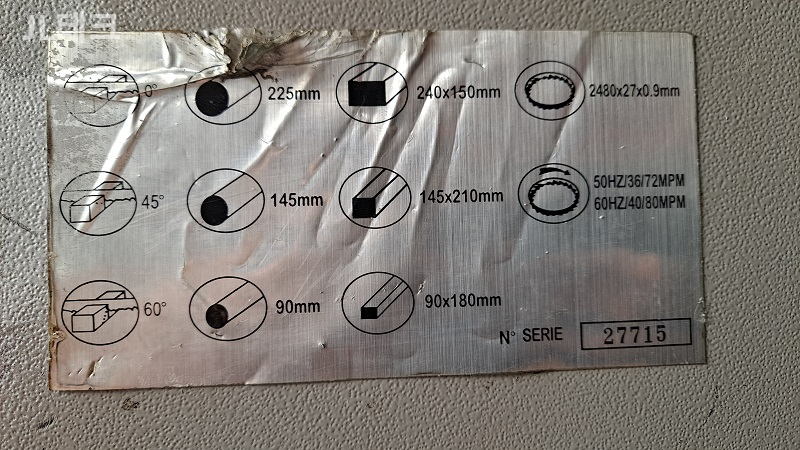 0° 225mm 240x150mm 2480x27x0.9mm
45° 145mm 145x210mm 50HZ/36/72MPM
60HZ/40/80MPM
60° 90mm 90x180mm
N° SERIE 27715